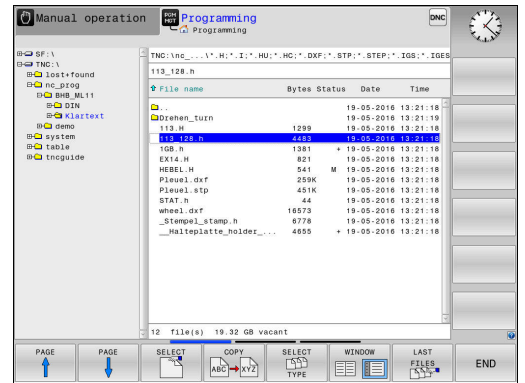 Manual operation
PGM
MGT
Programming
Programming
DNC
SF:\
TNC:\
lost+found
nc_prog
BHB_ML11
DIN
Klartext
demo
system
table
tncguide
TNC:\nc_...\*.H;*.I;*.HU;*.HC;*.DXF;*.STP;*.STEP;*.IGS;*.IGES
113_128.h
File name Bytes Status Date Time
.. 19-05-2016 13:21:18
Drehen_turn 19-05-2016 13:21:19
113.H 1299 19-05-2016 13:21:18
113_128.h 4483 19-05-2016 13:21:18
1GB.h 1381 + 19-05-2016 13:21:18
EX14.H 821 19-05-2016 13:21:18
HEBEL.H 541 M 19-05-2016 13:21:18
Pleuel.dxf 259K 19-05-2016 13:21:18
Pleuel.stp 451K 19-05-2016 13:21:18
STAT.h 44 19-05-2016 13:21:18
wheel.dxf 16573 19-05-2016 13:21:18
_Stempel_stamp.h 6778 19-05-2016 13:21:18
__Halteplatte_holder_... 4655 + 19-05-2016 13:21:18
12 file(s) 19.32 GB vacant
PAGE
PAGE
SELECT
COPY
ABC XYZ
SELECT
TYPE
WINDOW
LAST
FILES
END